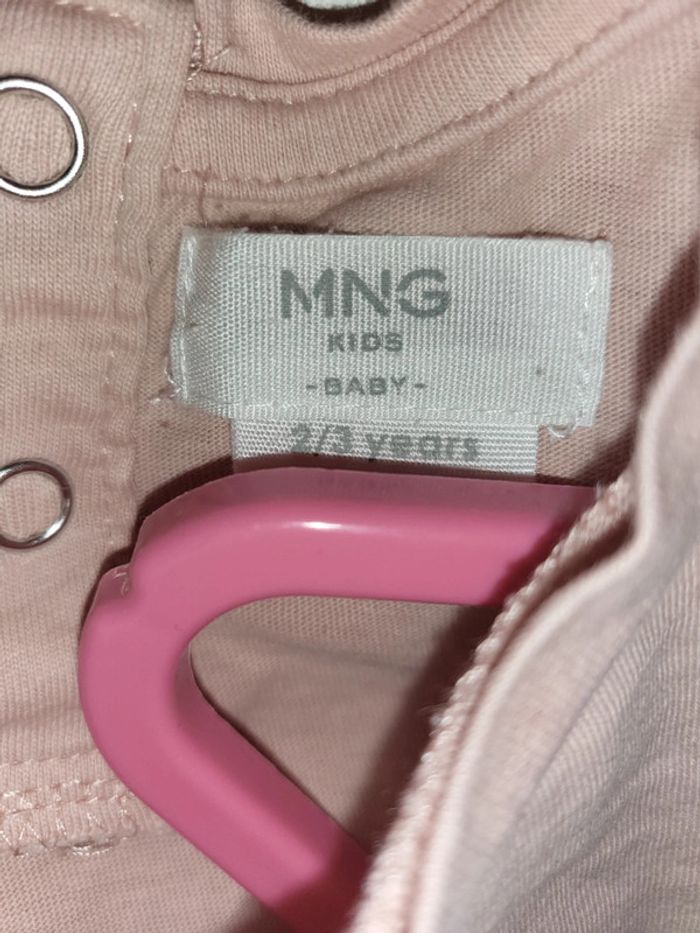 MNG
KIDS
-BABY-
2/3 years